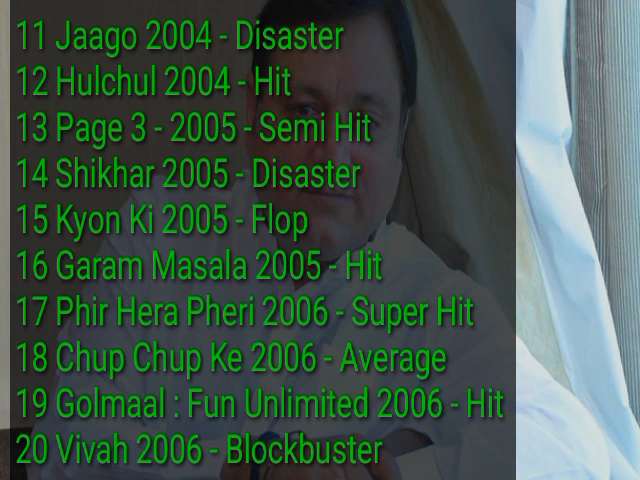 11 Jaago 2004 - Disaster
12 Hulchul 2004 - Hit
13 Page 3 - 2005 - Semi Hit
14 Shikhar 2005 - Disaster
15 Kyon Ki 2005 - Flop
16 Garam Masala 2005 - Hit
17 Phir Hera Pheri 2006 - Super Hit
18 Chup Chup Ke 2006 - Average
19 Golmaal : Fun Unlimited 2006 - Hit
20 Vivah 2006 - Blockbuster